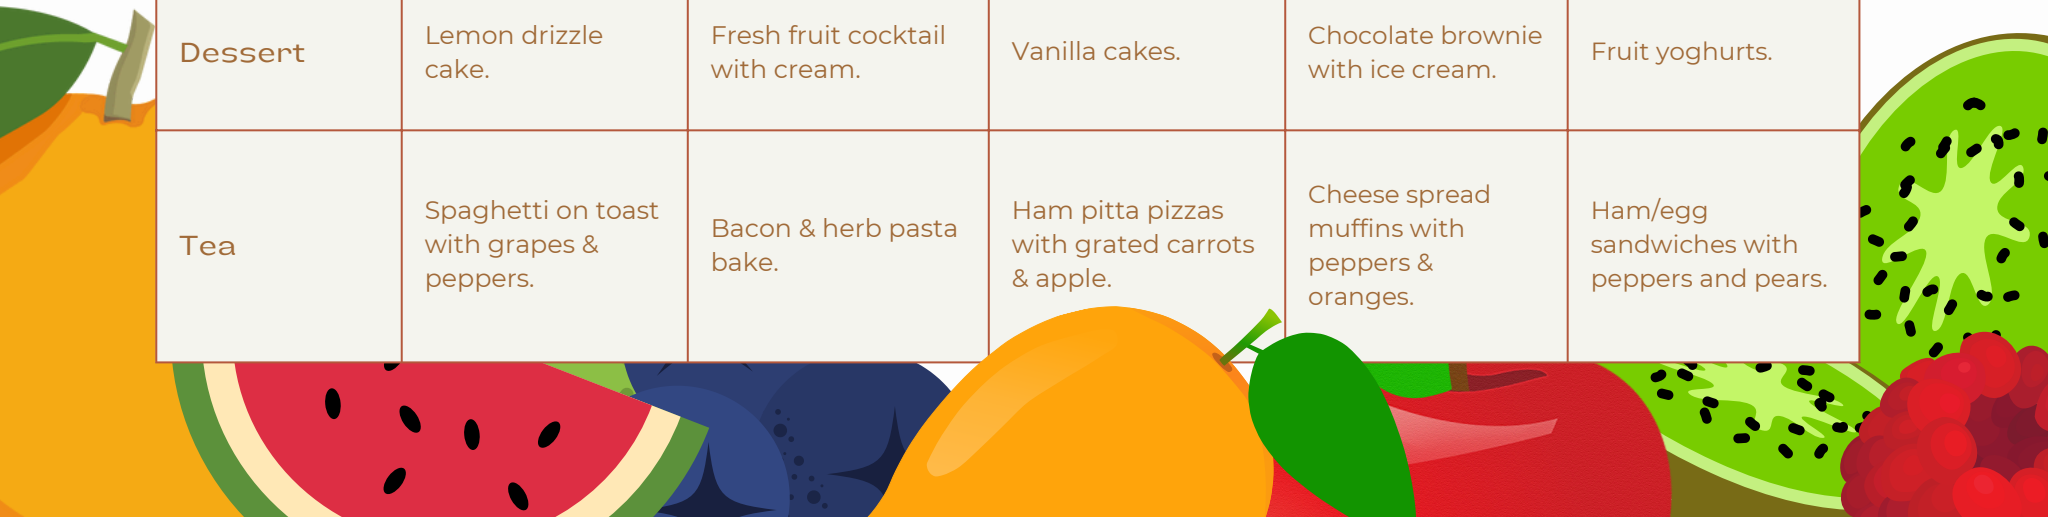 Dessert
Lemon drizzle
cake.
Fresh fruit cocktail
with cream.
Vanilla cakes.
Chocolate brownie
with ice cream.
Fruit yoghurts.
Tea
Spaghetti on toast
with grapes &
peppers.
Bacon & herb pasta
bake.
Ham pitta pizzas
with grated carrots
& apple.
Cheese spread
muffins with
peppers &
oranges.
Ham/egg
sandwiches with
peppers and pears.